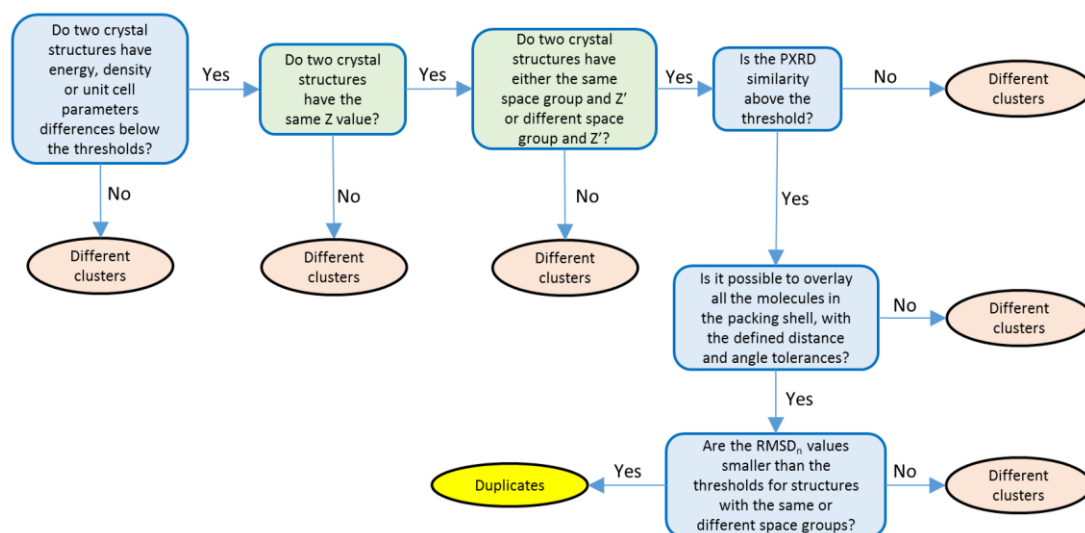 Do two crystal
structures have
energy, density
or unit cell
parameters
differences below
the thresholds?
Yes
Do two crystal
structures
have the
same Z value?
Yes
Do two crystal
structures have
either the same
space group and Z’
or different space
group and Z’?
Yes
Is the PXRD
similarity
above the
threshold?
No
Different
clusters
No
No
No
Yes
Different
clusters
Different
clusters
Different
clusters
Is it possible to overlay
all the molecules in
the packing shell, with
the defined distance
and angle tolerances?
No
Different
clusters
Yes
Are the RMSDn values
smaller than the
thresholds for structures
with the same or
different space groups?
Yes
Duplicates
No
Different
clusters